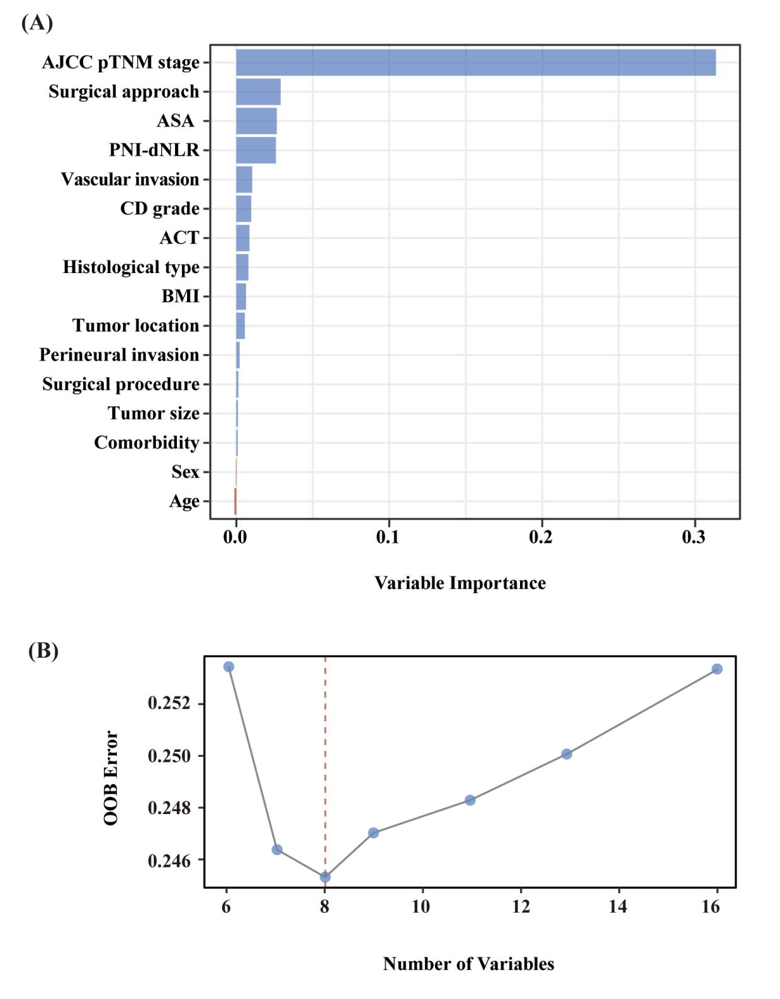 (A)
AJCC pTNM stage
Surgical approach
ASA
PNI-dNLR
Vascular invasion
CD grade
ACT
Histological type
BMI
Tumor location
Perineural invasion
Surgical procedure
Tumor size
Comorbidity
Sex
Age
0.0 0.1 0.2 0.3
Variable Importance
(B)
OOB Error
0.252
0.250
0.248
0.246
6 8 10 12 14 16
Number of Variables